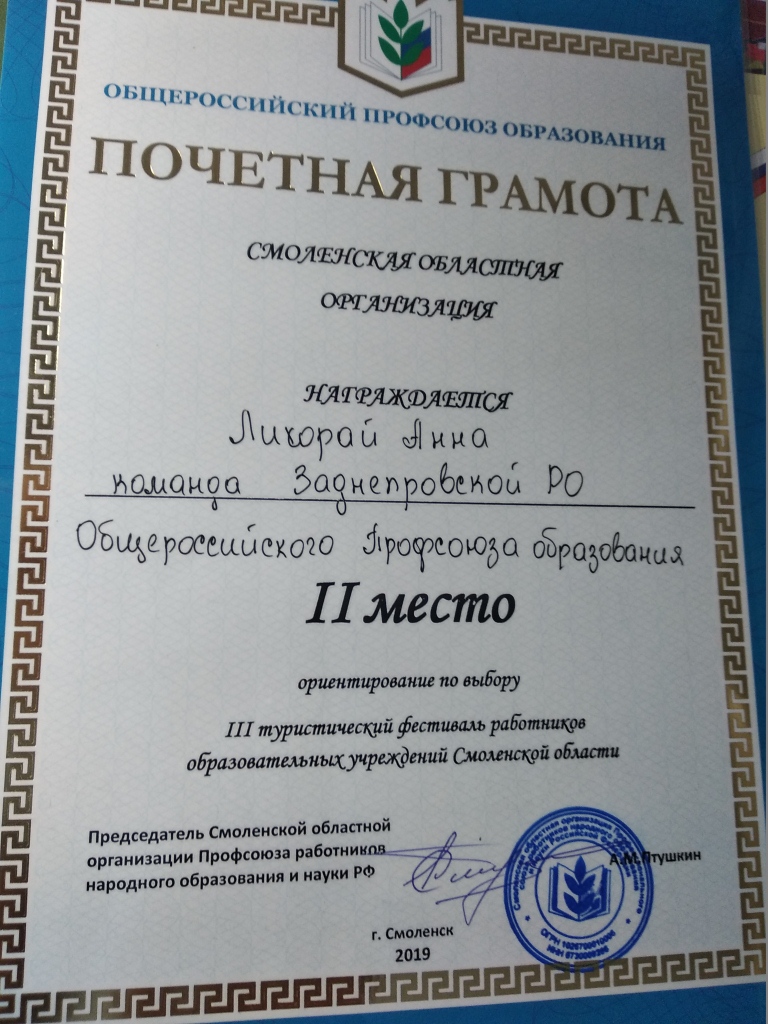 ОБЩЕРОССИЙСКИЙ ПРОФСОЮЗ ОБРАЗОВАНИЯ
ПОЧЕТНАЯ ГРАМОТА
СМОЛЕНСКАЯ ОБЛАСТНАЯ
ОРГАНИЗАЦИЯ
НАГРАЖДАЕТСЯ
Лихорай Анна
команда Заднепровской РО
Общероссийского Профсоюза образования
II место
ориентирование по выбору
III туристический фестиваль работников
образовательных учреждений Смоленской области
Председатель Смоленской областной
организации Профсоюза работников
народного образования и науки РФ
А.М.Птушкин
г. Смоленск
2019